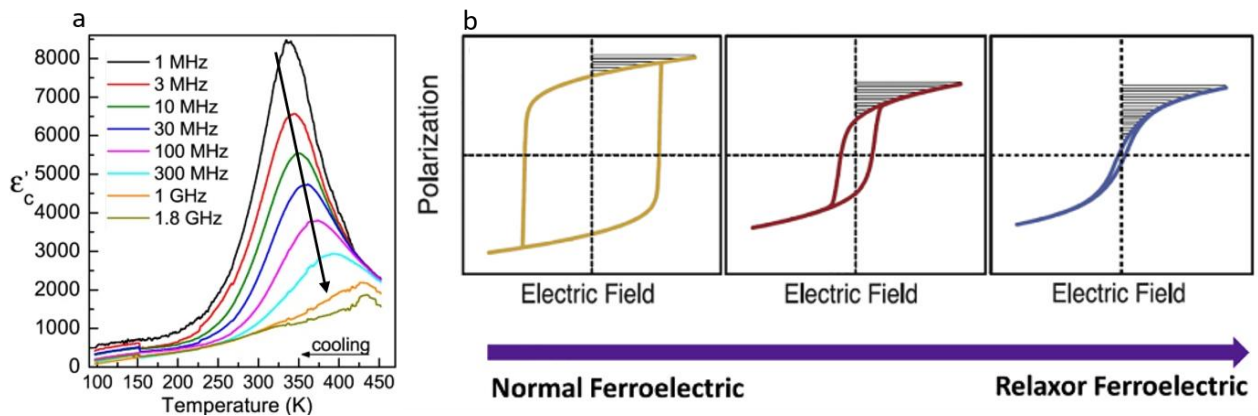 a
ε'c
8000
7000
6000
5000
4000
3000
2000
1000
0
1 MHz
3 MHz
10 MHz
30 MHz
100 MHz
300 MHz
1 GHz
1.8 GHz
cooling
100 150 200 250 300 350 400 450
Temperature (K)
b
Polarization
Electric Field
Electric Field
Electric Field
Normal Ferroelectric
Relaxor Ferroelectric